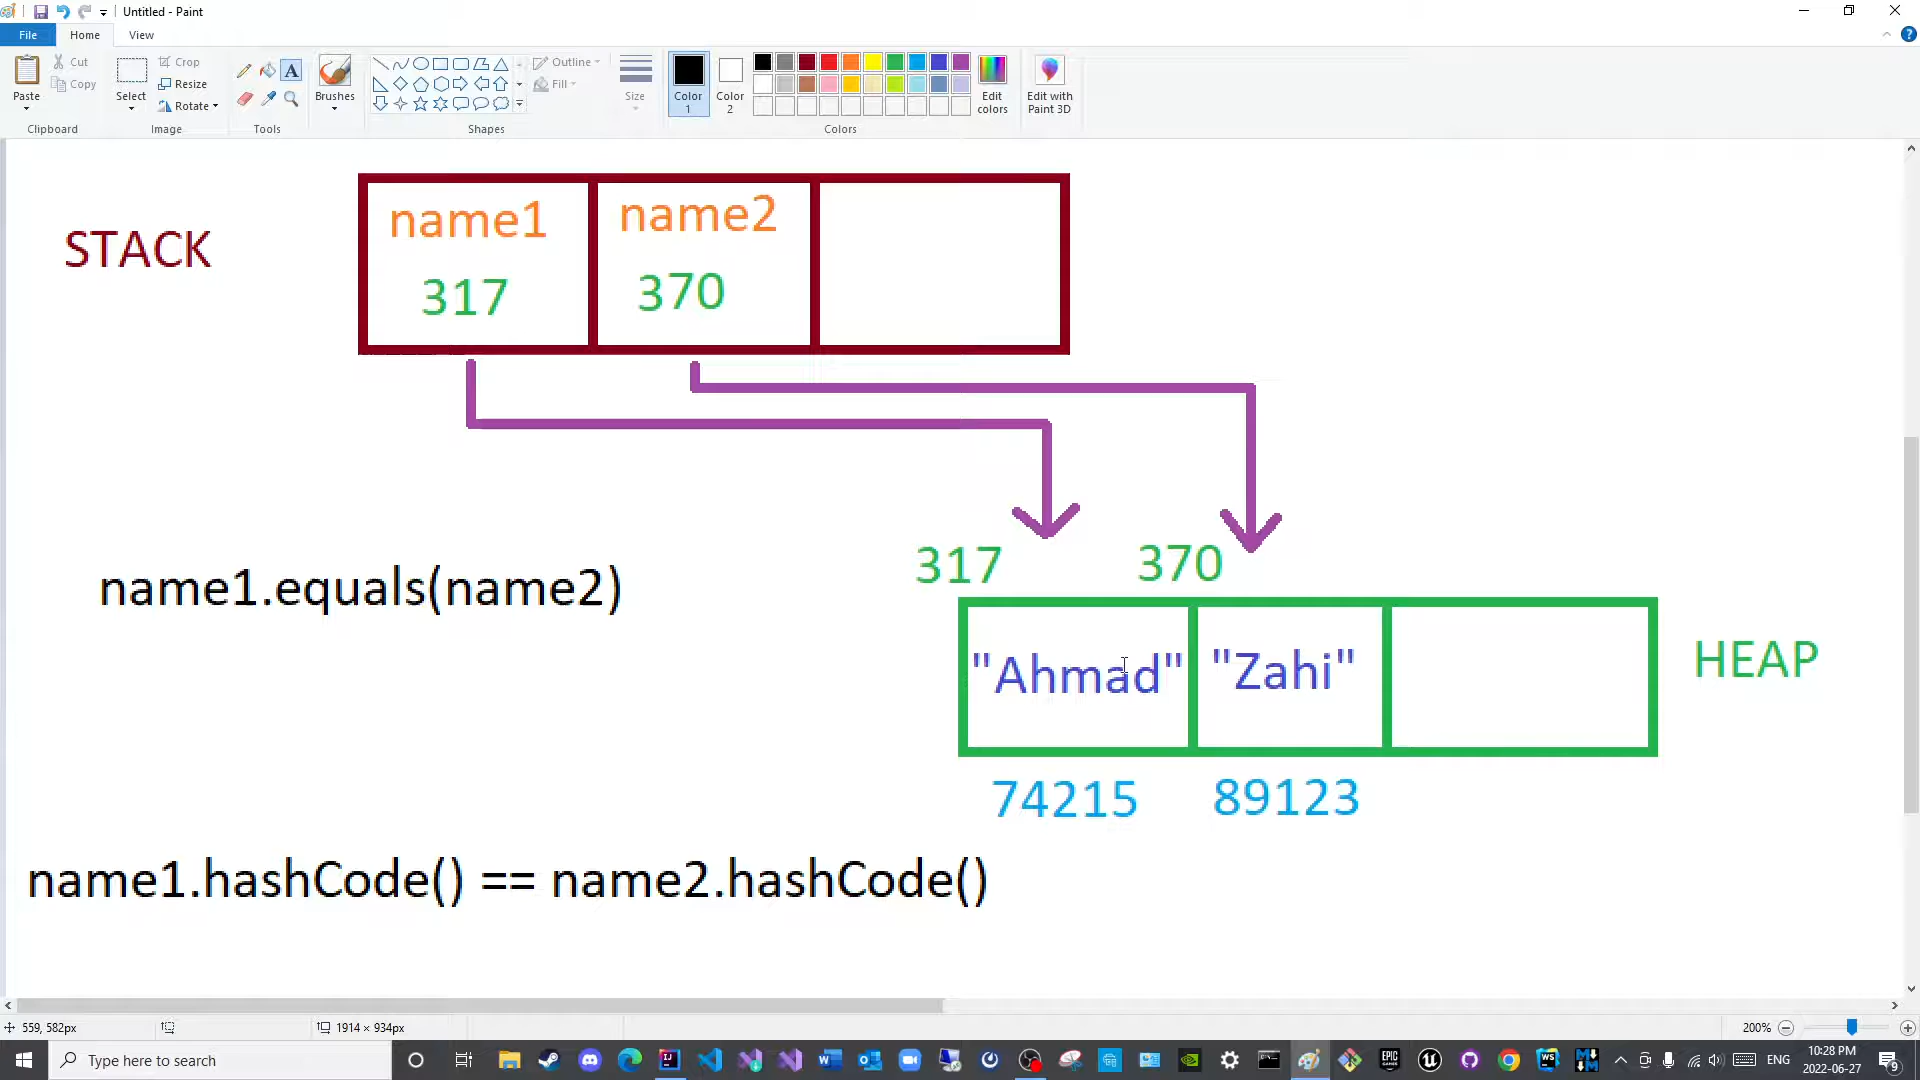 Untitled - Paint
File Home View
Paste
Cut
Copy
Clipboard
Select
Crop
Resize
Rotate
Image
A
Tools
Brushes
Shapes
Outline
Fill
Size
Color 1
Color 2
Edit colors
Colors
Edit with Paint 3D
STACK
name1 name2
317 370
317 370
name1.equals(name2)
"Ahmad" "Zahi"
HEAP
74215 89123
name1.hashCode() == name2.hashCode()
559, 582px
1914 × 934px
200%
Type here to search
ENG
10:28 PM
2022-06-27